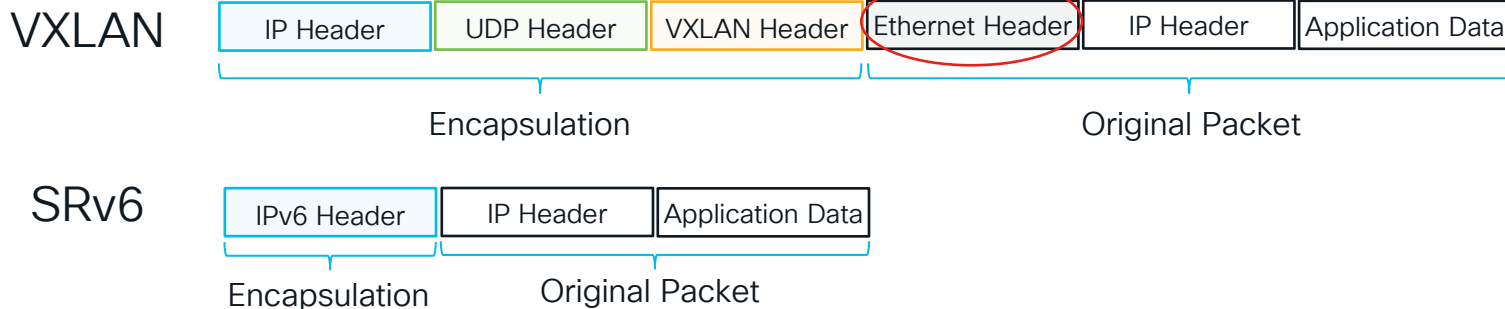 VXLAN
IP Header
UDP Header
VXLAN Header
Ethernet Header
IP Header
Application Data
Encapsulation
Original Packet
SRv6
IPv6 Header
IP Header
Application Data
Encapsulation
Original Packet